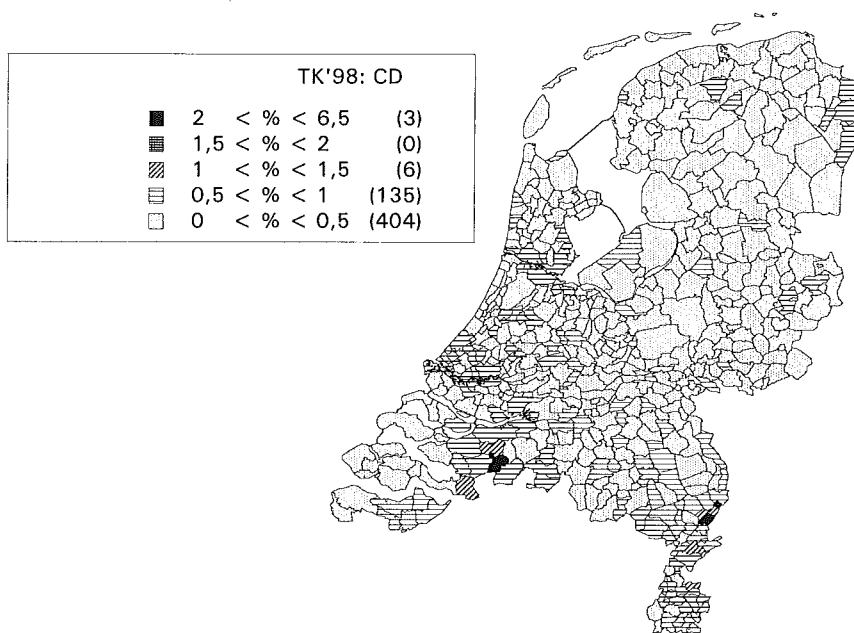 TK'98: CD
2 < % < 6,5 (3)
1,5 < % < 2 (0)
1 < % < 1,5 (6)
0,5 < % < 1 (135)
0 < % < 0,5 (404)